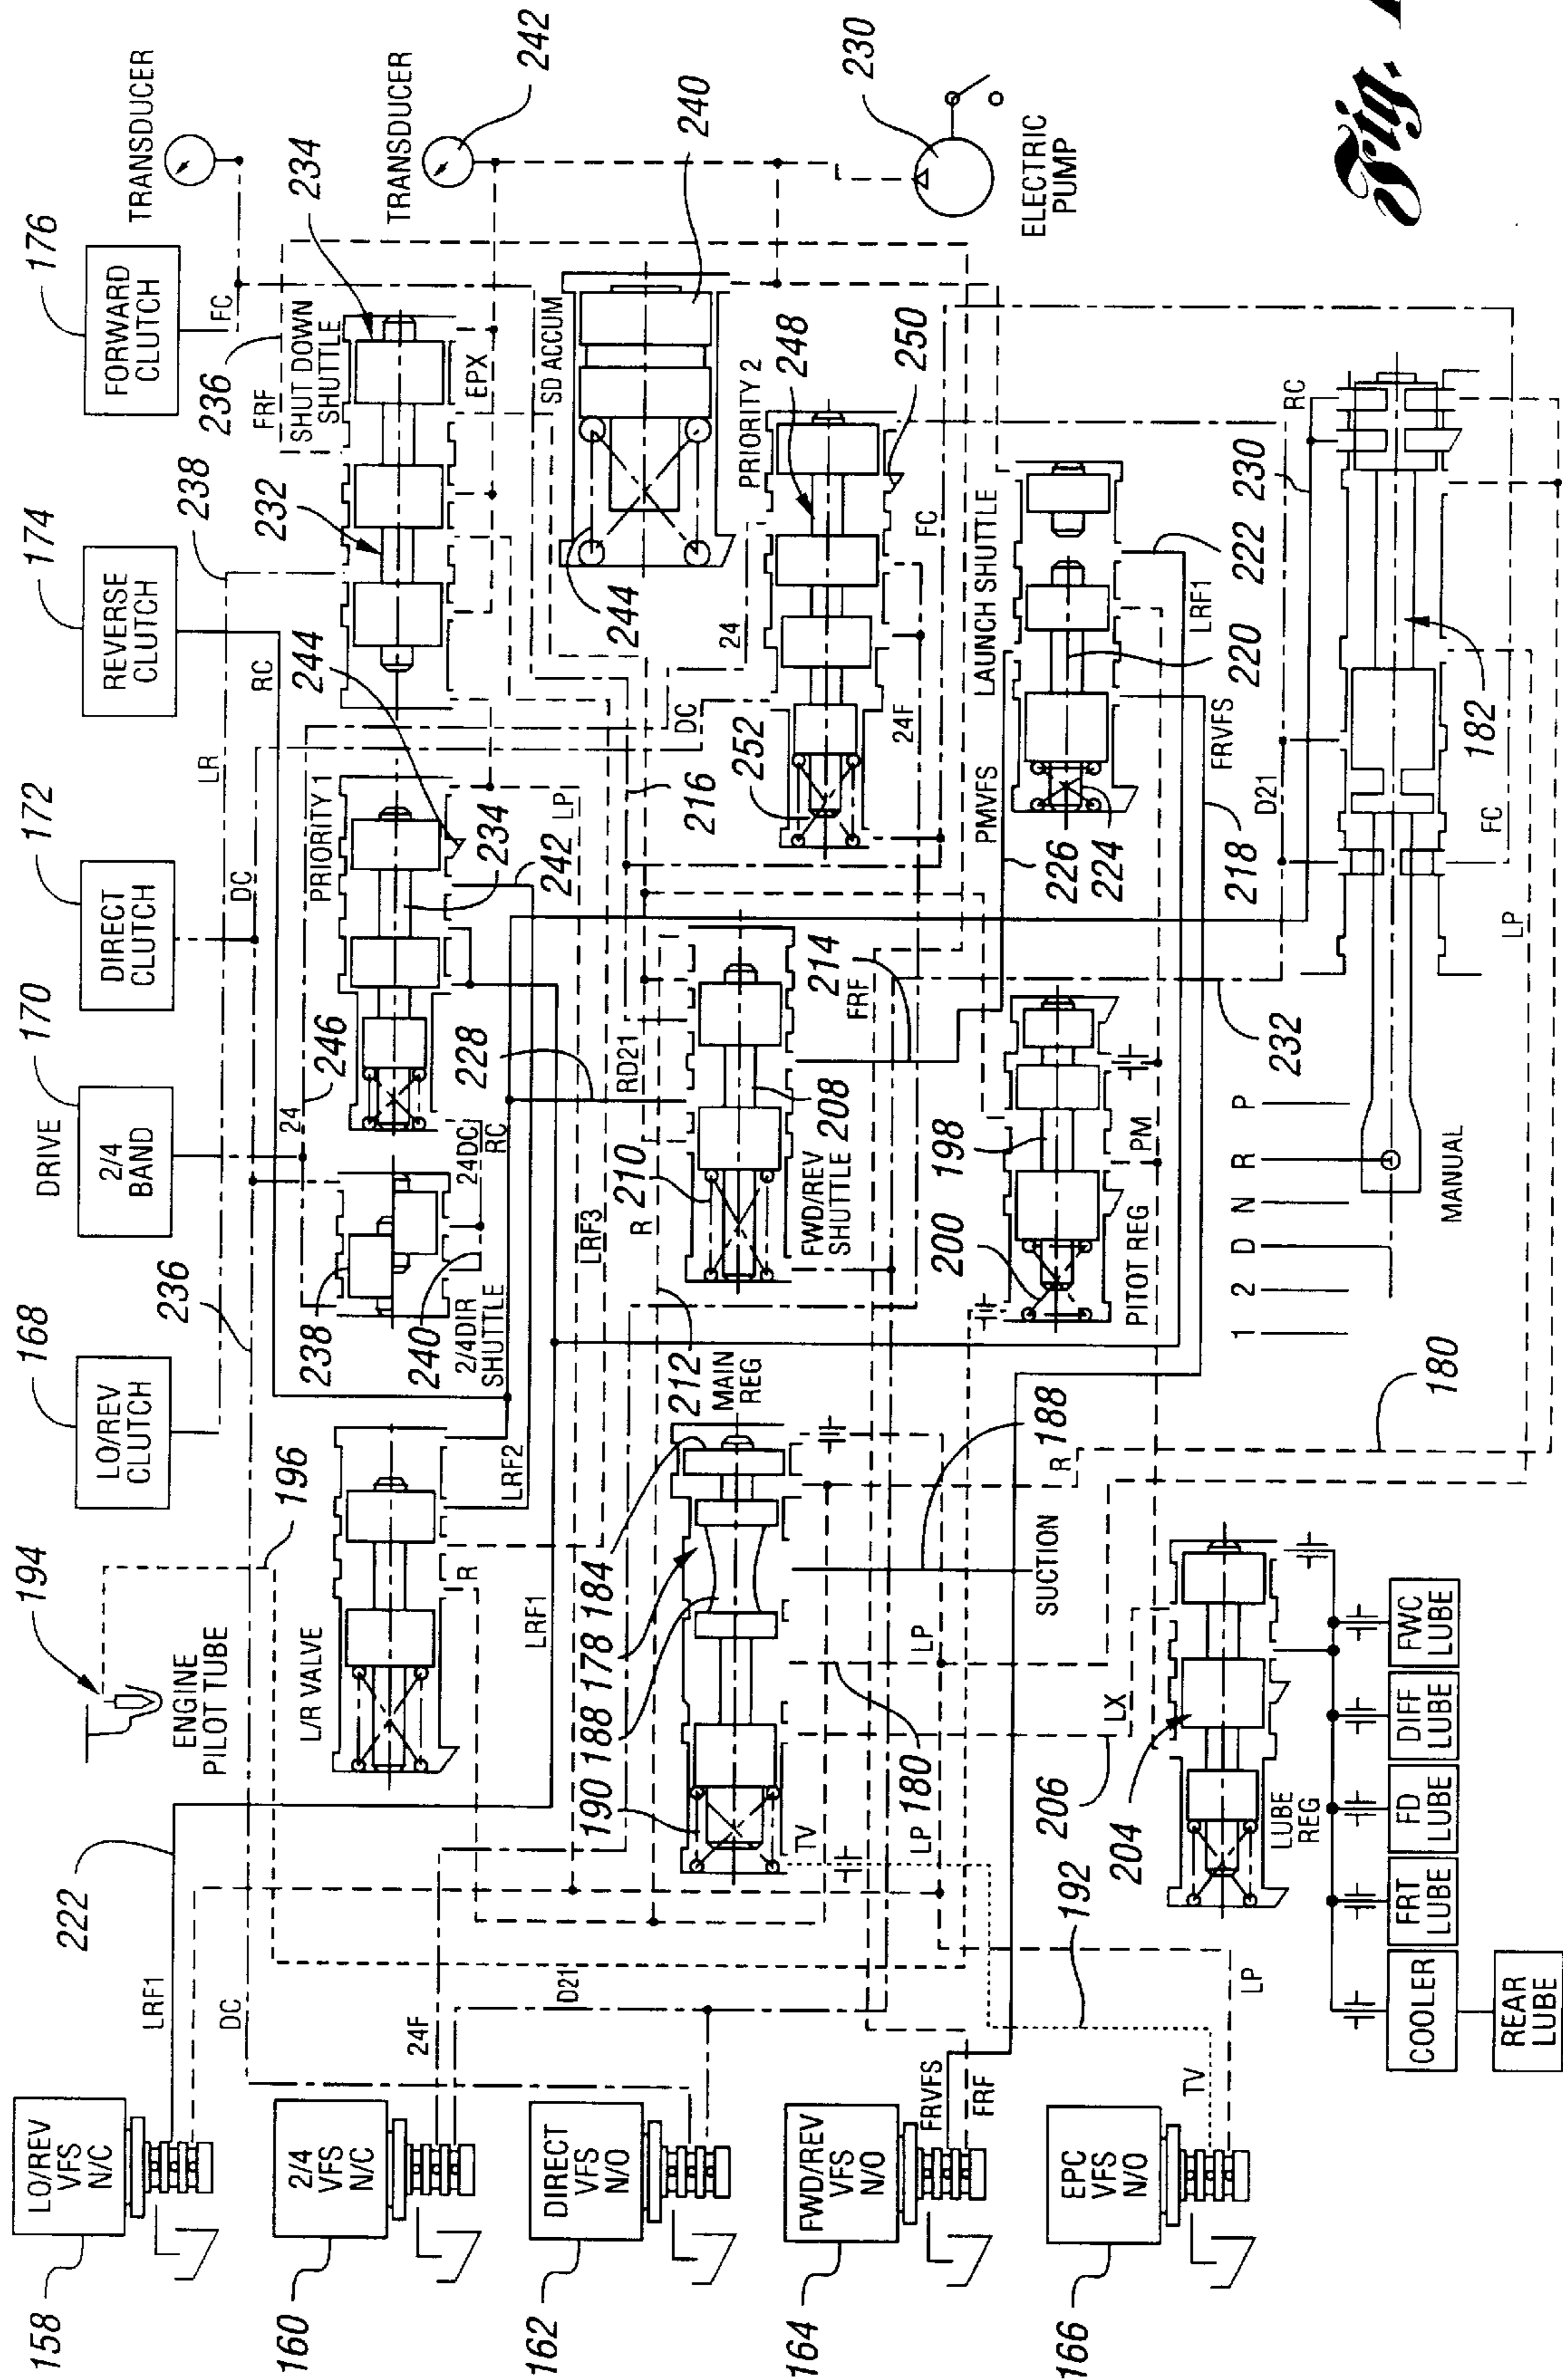 TRANSDUCER
242
TRANSDUCER
230
ELECTRIC
PUMP
Fig.
176
FORWARD
CLUTCH
FC
236
FRF
SHUT DOWN
SHUTTLE
234
EPX
SD ACCUM
240
244
232
238
174
REVERSE
CLUTCH
RC
244
LR
PRIORITY 2
248
250
FC
24
DC
216
252
24F
LAUNCH SHUTTLE
PMVFS
226
224
220
222
LRF1
FRVFS
218
230
RC
D21
182
FC
LP
172
DIRECT
CLUTCH
DC
PRIORITY 1
234
242
LP
170
DRIVE
2/4
BAND
24
246
228
24DC
RC
238
240
2/4DIR
SHUTTLE
LRF3
RD21
R
210
208
FWD/REV
SHUTTLE
214
FRF
212
198
200
PM
PITOT REG
232
P
R
N
D
2
1
MANUAL
180
168
LO/REV
CLUTCH
236
196
194
ENGINE
PILOT TUBE
L/R VALVE
LRF2
R
LRF1
MAIN
REG
184
178
188
190
188
R
SUCTION
LP
180
LP
TV
LX
206
204
LUBE
REG
192
FWC
LUBE
DIFF
LUBE
FD
LUBE
FRT
LUBE
COOLER
REAR
LUBE
222
LRF1
DC
D21
24F
FRVFS
FRF
TV
LP
158
LO/REV
VFS
N/C
160
2/4
VFS
N/C
162
DIRECT
VFS
N/O
164
FWD/REV
VFS
N/O
166
EPC
VFS
N/O